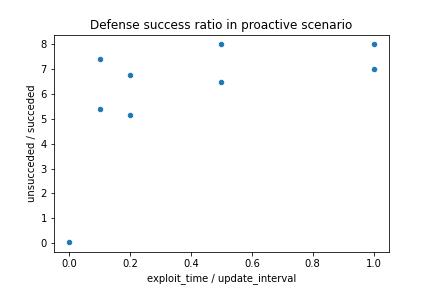 Defense success ratio in proactive scenario
8
7
6
5
4
3
2
1
0
unsucceded / succeded
0.0 0.2 0.4 0.6 0.8 1.0
exploit_time / update_interval